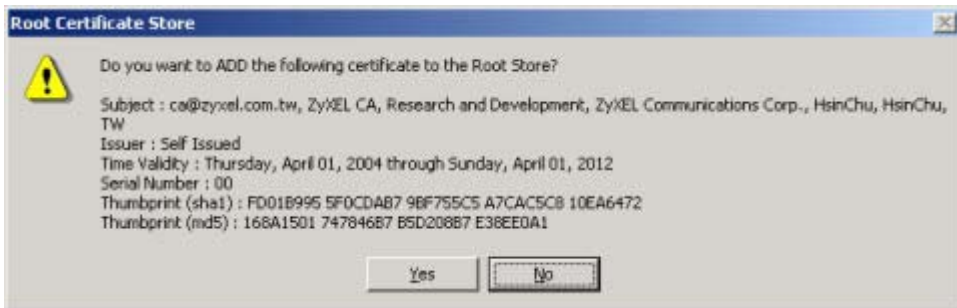 Root Certificate Store
Do you want to ADD the following certificate to the Root Store?
Subject : ca@zyxel.com.tw, ZyXEL CA, Research and Development, ZyXEL Communications Corp., HsinChu, HsinChu,
TW
Issuer : Self Issued
Time Validity : Thursday, April 01, 2004 through Sunday, April 01, 2012
Serial Number : 00
Thumbprint (sha1) : FD01B995 5F0CDAB7 9BF755C5 A7CAC5C8 10EA6472
Thumbprint (md5) : 168A1501 747846B7 B5D208B7 E38EE0A1
Yes No